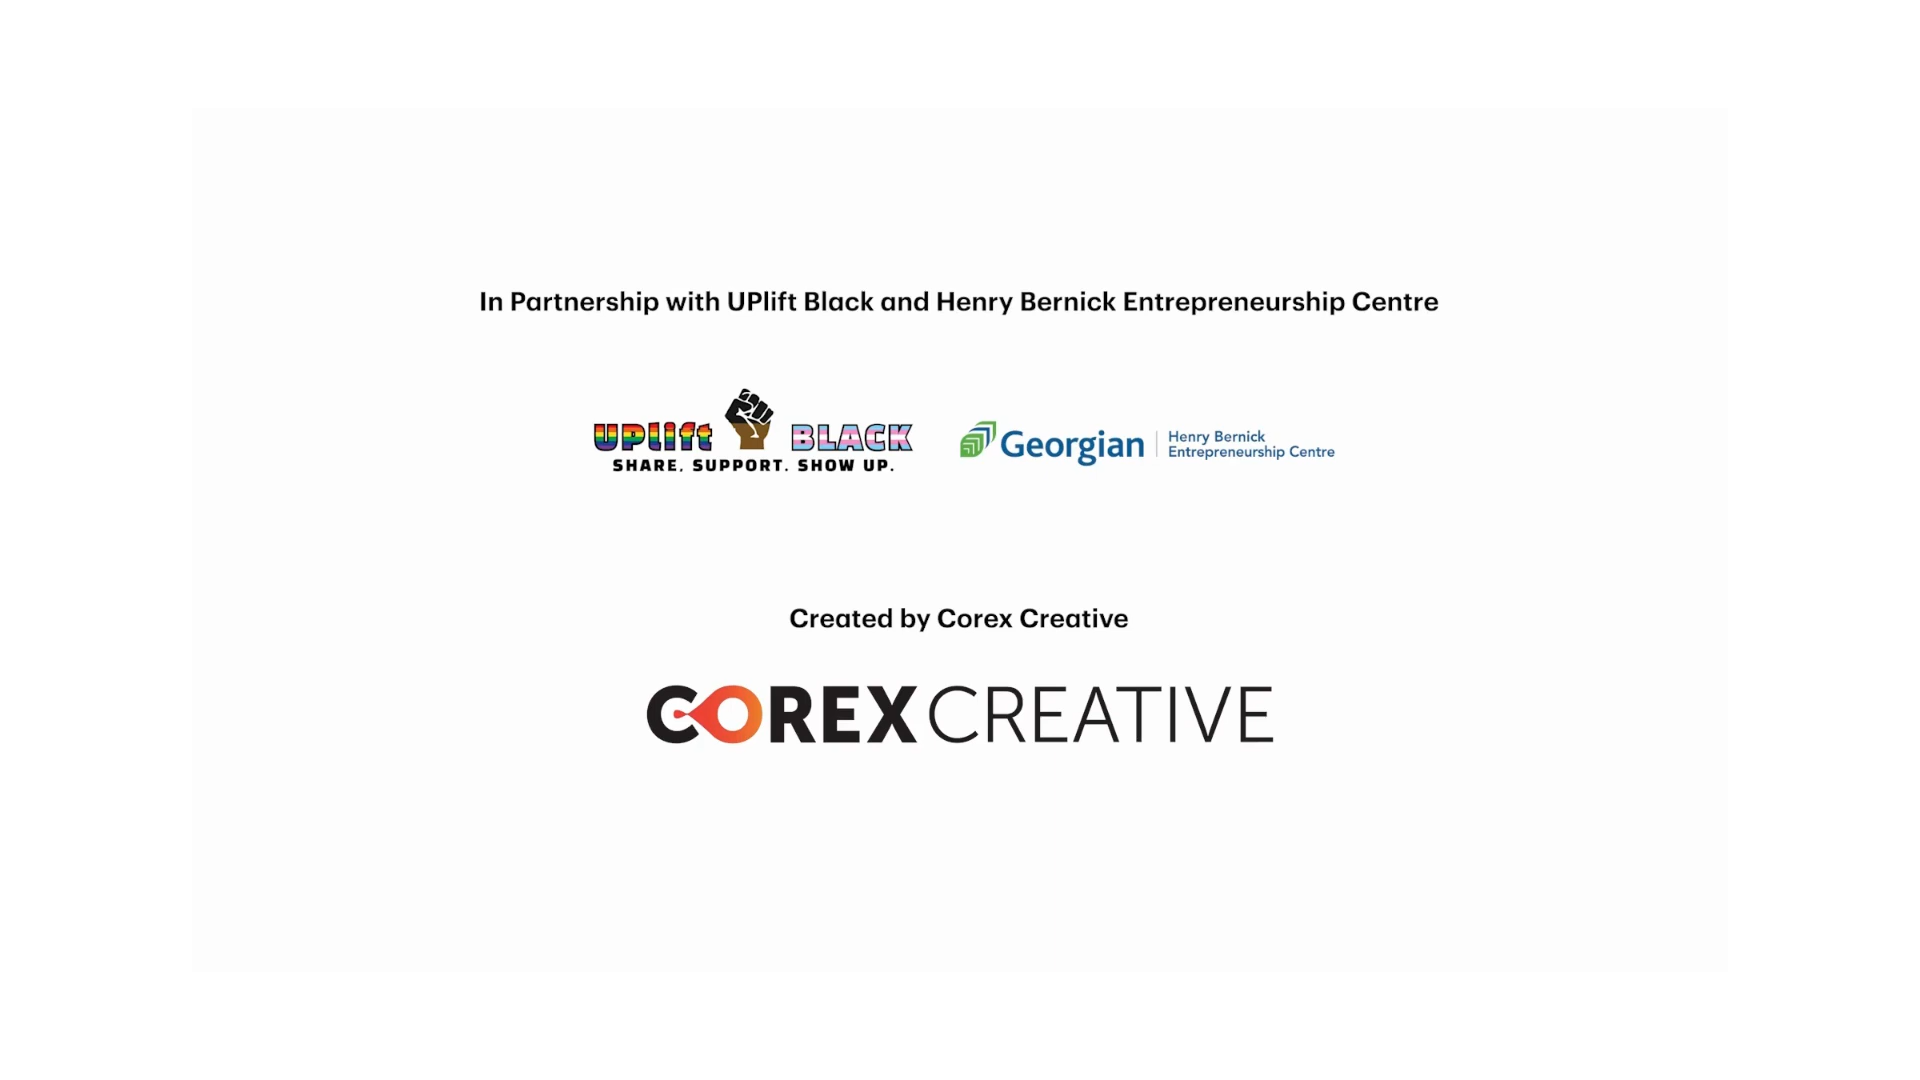 In Partnership with UPlift Black and Henry Bernick Entrepreneurship Centre
UPlift BLACK
SHARE. SUPPORT. SHOW UP.
Georgian
Henry Bernick
Entrepreneurship Centre
Created by Corex Creative
COREX CREATIVE